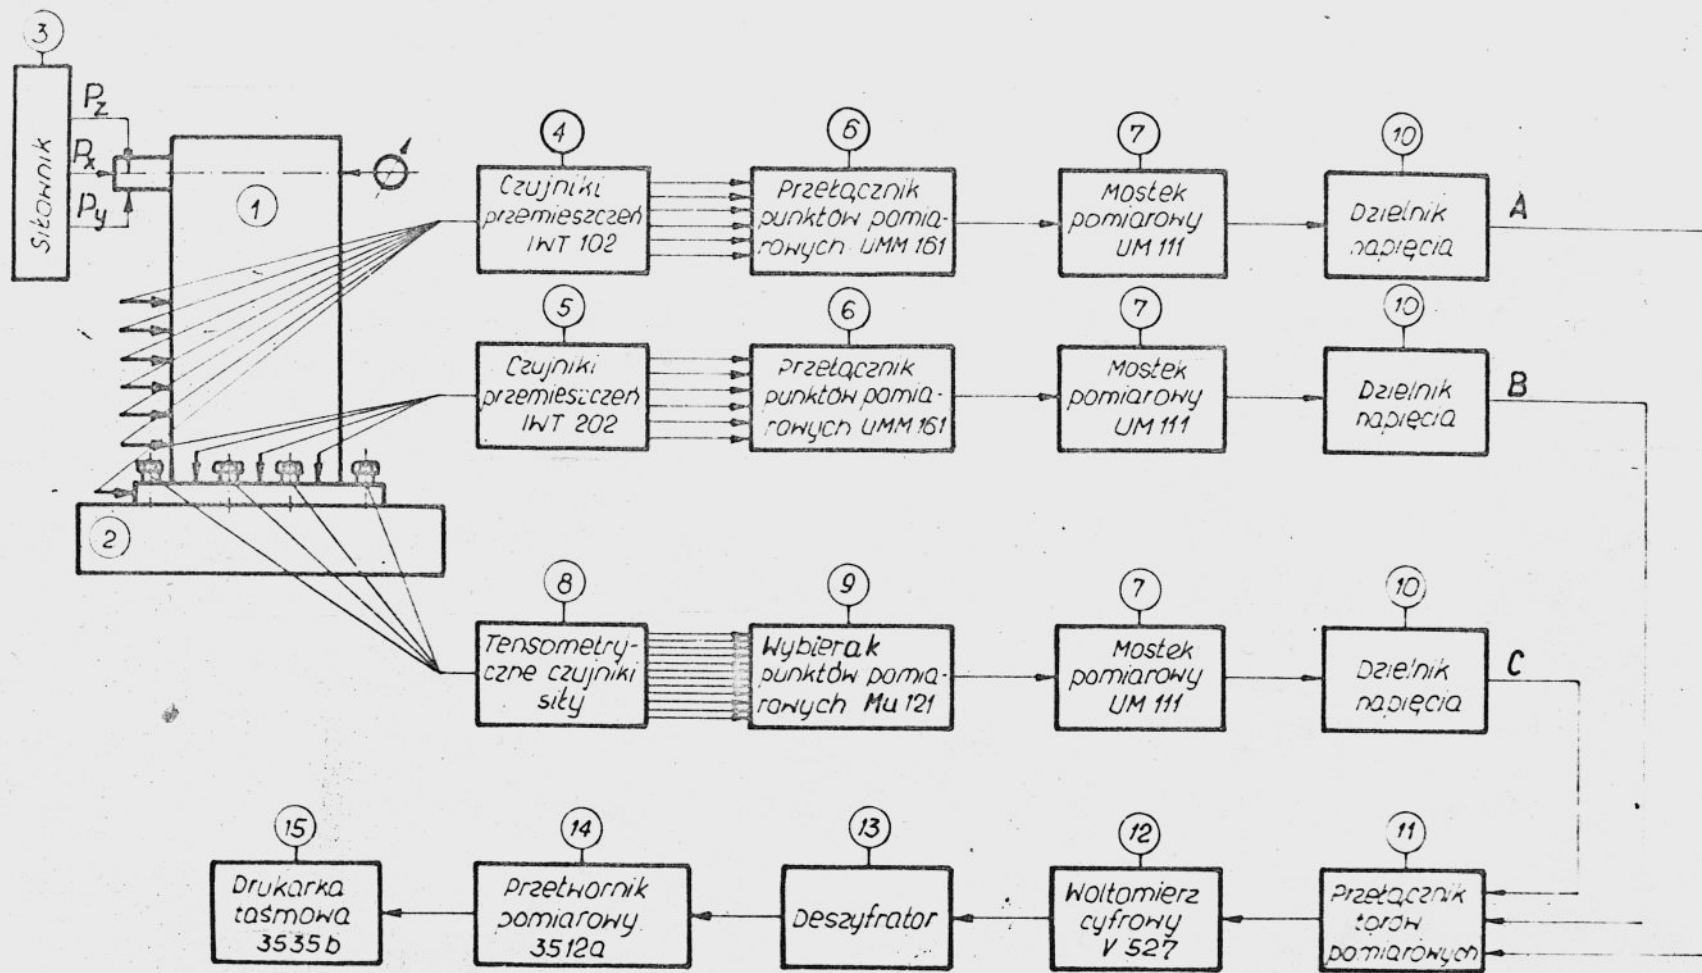 3
Siłownik
Pz
Px
Py
1
2
4
Czujniki
przemieszczeń
IWT 102
6
Przełącznik
punktów pomia-
rowych UMM 161
7
Mostek
pomiarowy
UM 111
10
Dzielnik
napięcia
A
5
Czujniki
przemieszczeń
IWT 202
6
Przełącznik
punktów pomia-
rowych UMM 161
7
Mostek
pomiarowy
UM 111
10
Dzielnik
napięcia
B
8
Tensometry-
czne czujniki
siły
9
Wybierak
punktów pomia-
rowych Mu 121
7
Mostek
pomiarowy
UM 111
10
Dzielnik
napięcia
C
15
Drukarka
taśmowa
3535b
14
Przetwornik
pomiarowy
3512a
13
Deszyfrator
12
Woltomierz
cyfrowy
V 527
11
Przełącznik
torów
pomiarowych